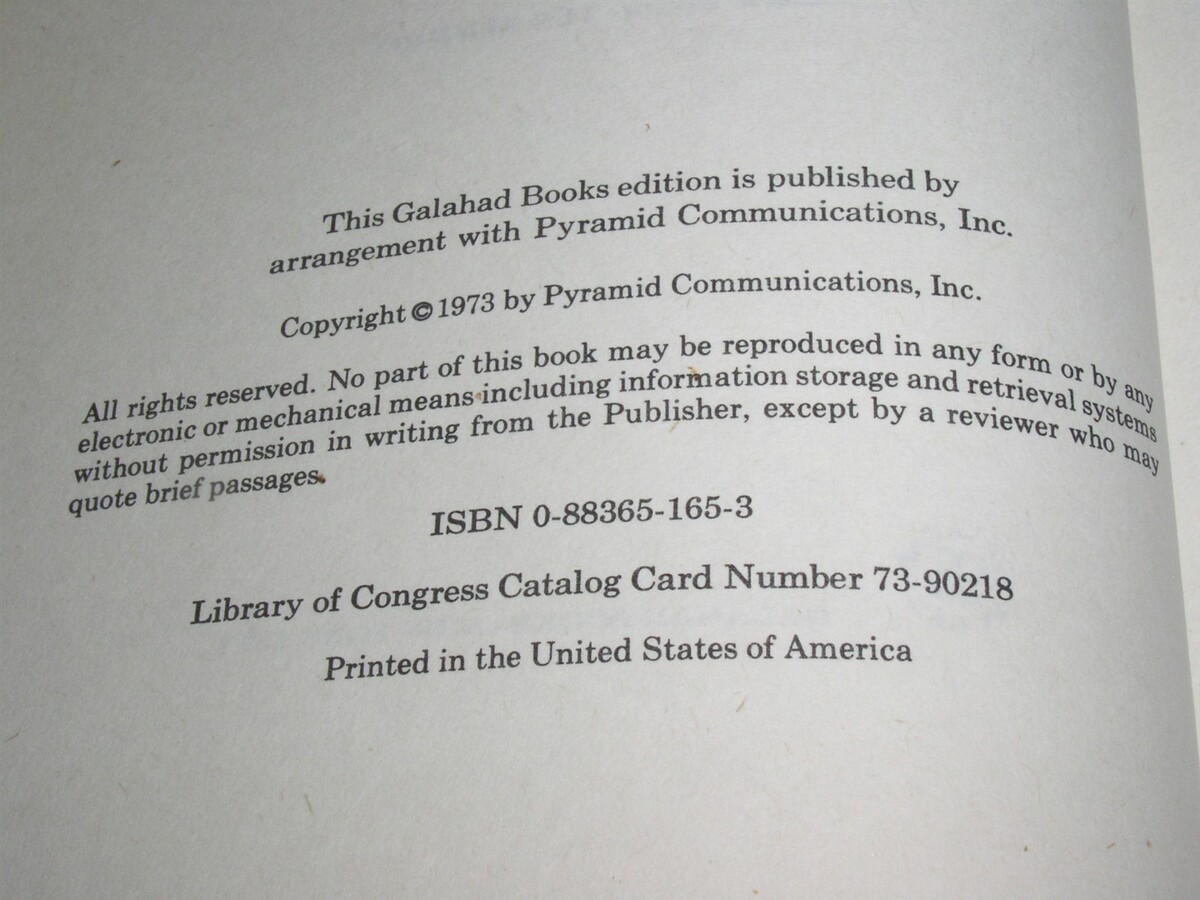 This Galahad Books edition is published by
arrangement with Pyramid Communications, Inc.
Copyright © 1973 by Pyramid Communications, Inc.
All rights reserved. No part of this book may be reproduced in any form or by any
electronic or mechanical means including information storage and retrieval systems
without permission in writing from the Publisher, except by a reviewer who may
quote brief passages.
ISBN 0-88365-165-3
Library of Congress Catalog Card Number 73-90218
Printed in the United States of America